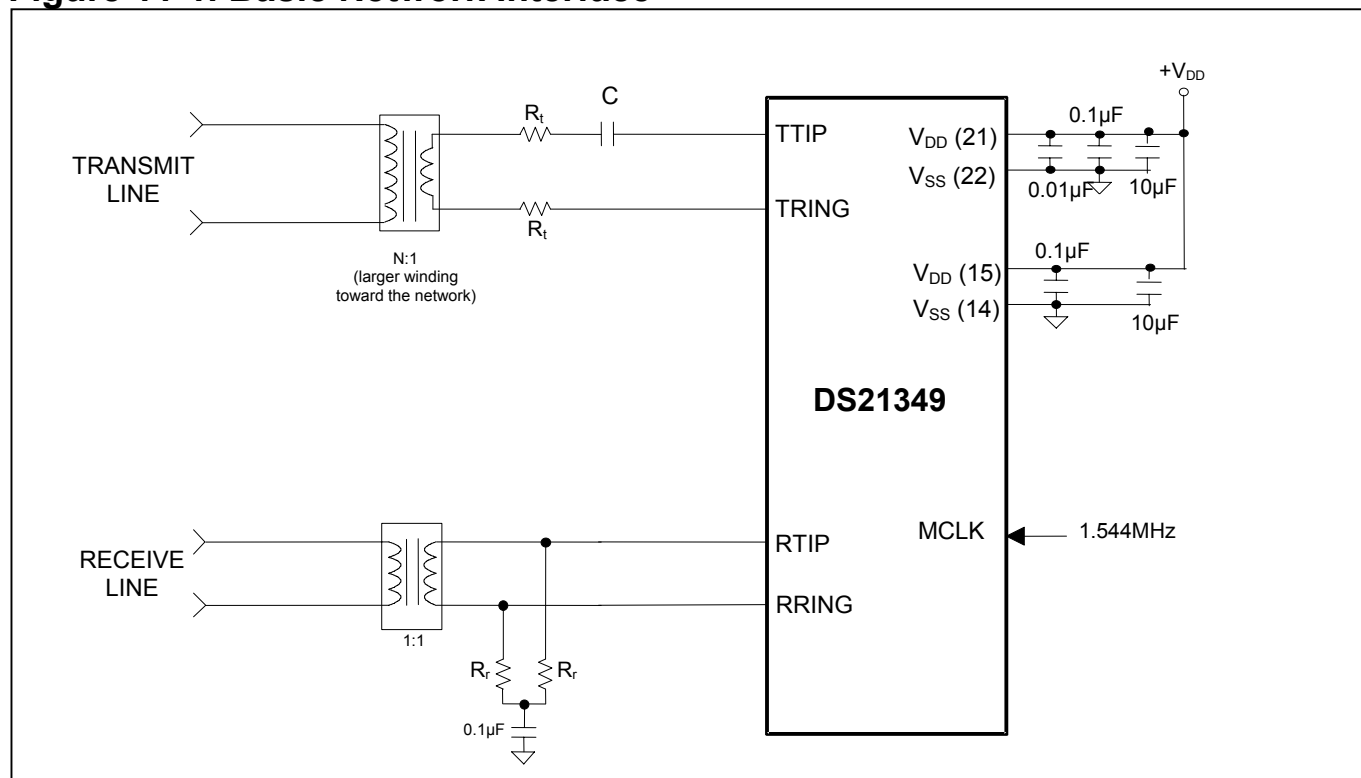 TRANSMIT
LINE
N:1
(larger winding
toward the network)
Rt
C
Rt
TTIP
TRING
VDD (21)
VSS (22)
+VDD
0.1µF
0.01µF
10µF
VDD (15)
VSS (14)
0.1µF
10µF
DS21349
RECEIVE
LINE
1:1
Rr
Rr
0.1µF
RTIP
RRING
MCLK
1.544MHz